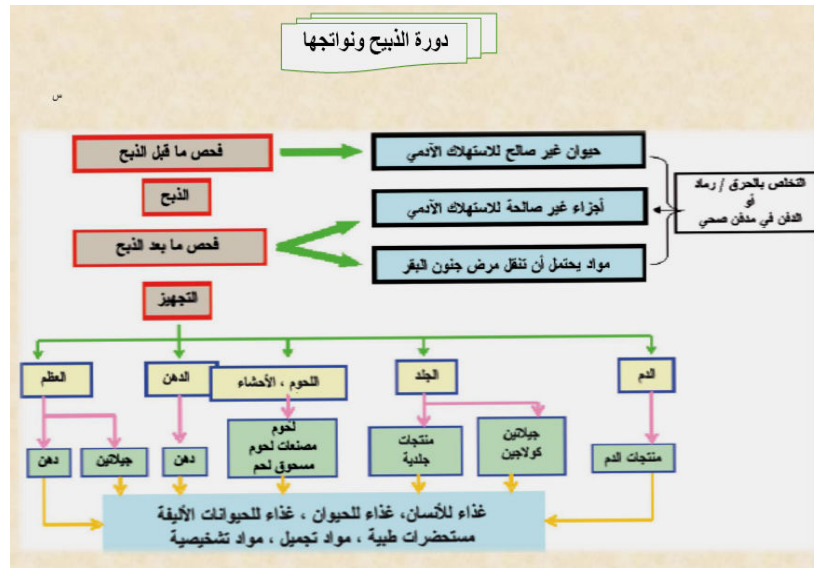 دورة الذبيح ونواتجها
س
فحص ما قبل الذبح
حيوان غير صالح للاستهلاك الآدمي
التخلص بالحرق / رماد
أو
الدفن في مدفن صحي
الذبح
أجزاء غير صالحة للاستهلاك الآدمي
فحص ما بعد الذبح
مواد يحتمل أن تنقل مرض جنون البقر
التجهيز
الدم
الجلد
اللحوم ، الأحشاء
الدهن
العظم
منتجات الدم
جيلاتين
كولاجين
منتجات
جلدية
لحوم
مصنعات لحوم
مسحوق لحم
دهن
جيلاتين
دهن
غذاء للأنسان، غذاء للحيوان ، غذاء للحيوانات الأليفة
مستحضرات طبية ، مواد تجميل ، مواد تشخيصية